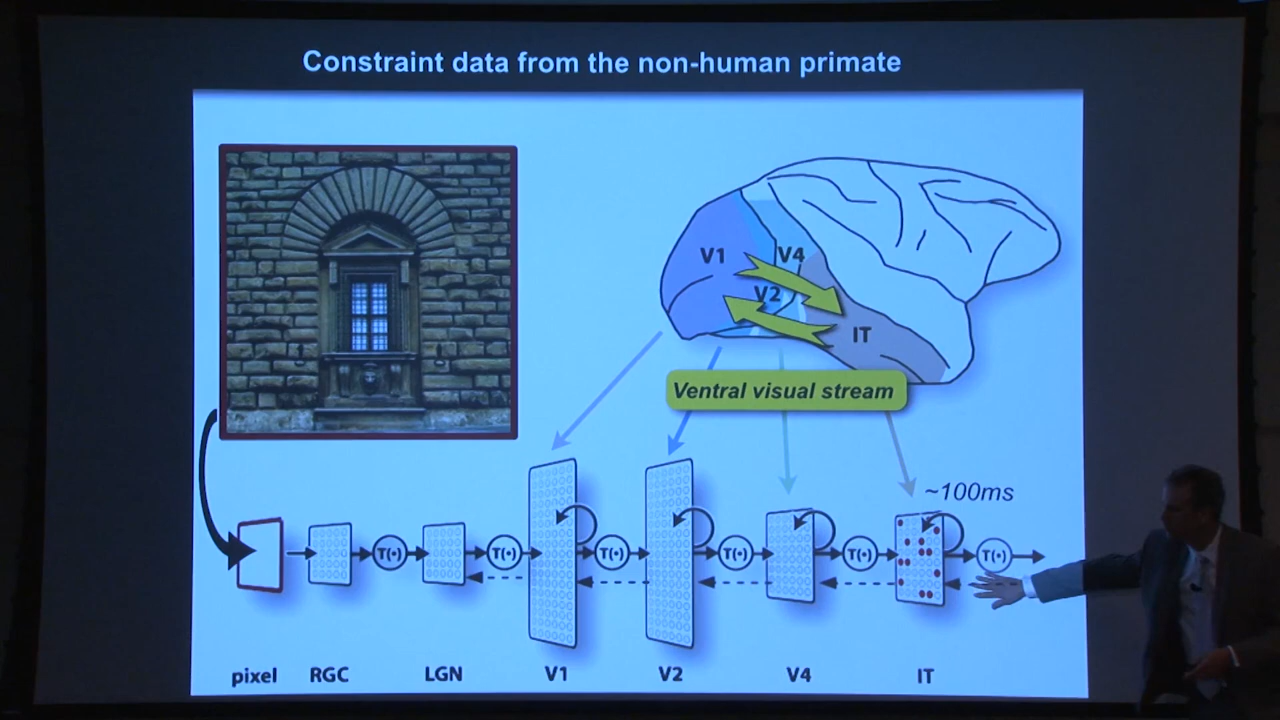 Constraint data from the non-human primate
V1
V4
V2
IT
Ventral visual stream
~100ms
T(•)
T(•)
T(•)
T(•)
T(•)
T(•)
pixel
RGC
LGN
V1
V2
V4
IT